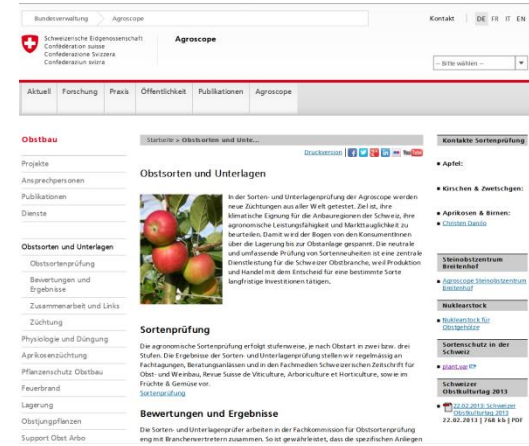 Bundesverwaltung
Agroscope
Kontakt
DE FR IT EN
Schweizerische Eidgenossenschaft
Confédération suisse
Confederazione Svizzera
Confederaziun svizra
Agroscope
-- Bitte wählen --
Aktuell
Forschung
Praxis
Öffentlichkeit
Publikationen
Agroscope
Obstbau
Projekte
Ansprechpersonen
Publikationen
Dienste
Obstsorten und Unterlagen
Obstsortenprüfung
Bewertungen und
Ergebnisse
Zusammenarbeit und Links
Züchtung
Physiologie und Düngung
Aprikosenzüchtung
Pflanzenschutz Obstbau
Feuerbrand
Lagerung
Obstjungpflanzen
Support Obst Arbo
Startseite > Obstsorten und Unte...
Druckversion
You Tube
Obstsorten und Unterlagen
In der Sorten- und Unterlagenprüfung der Agroscope werden
neue Züchtungen aus aller Welt getestet. Ziel ist, ihre
klimatische Eignung für die Anbauregionen der Schweiz, ihre
agronomische Leistungsfähigkeit und Markttauglichkeit zu
beurteilen. Damit wird der Bogen von den KonsumentInnen
über die Lagerung bis zur Obstanlage gespannt. Die neutrale
und umfassende Prüfung von Sortenneuheiten ist eine zentrale
Dienstleistung für die Schweizer Obstbranche, weil Produktion
und Handel mit dem Entscheid für eine bestimmte Sorte
langfristige Investitionen tätigen.
Sortenprüfung
Die agronomische Sortenprüfung erfolgt stufenweise, je nach Obstart in zwei bzw. drei
Stufen. Die Ergebnisse der Sorten- und Unterlagenprüfung stellen wir regelmässig an
Fachtagungen, Beratungsanlässen und in den Fachmedien Schweizerischen Zeitschrift für
Obst- und Weinbau, Revue Suisse de Viticulture, Arboriculture et Horticulture, sowie im
Früchte & Gemüse vor.
Sortenprüfung
Bewertungen und Ergebnisse
Die Sorten- und Unterlagenprüfer arbeiten in der Fachkommission für Obstsortenprüfung
eng mit Branchenvertretern zusammen. So ist gewährleistet, dass die spezifischen Anliegen
Kontakte Sortenprüfung
Apfel:
Kirschen & Zwetschgen:
Aprikosen & Birnen:
Christen Danilo
Steinobstzentrum
Breitenhof
Agroscope Steinobstzentrum
Breitenhof
Nuklearstock
Nuklearstock für
Obstgehölze
Sortenschutz in der
Schweiz
plant.var
Schweizer
Obstkulturtag 2013
22.02.2013: Schweizer
Obstkulturtag 2013
22.02.2013 | 768 kb | PDF